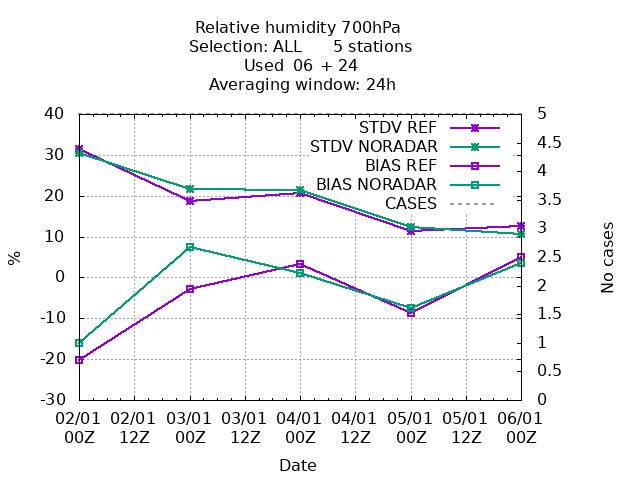 Relative humidity 700hPa
Selection: ALL 5 stations
Used 06 + 24
Averaging window: 24h
40
30
20
10
0
-10
-20
-30
%
5
4.5
4
3.5
3
2.5
2
1.5
1
0.5
0
No cases
STDV REF
STDV NORADAR
BIAS REF
BIAS NORADAR
CASES
02/01 02/01 03/01 03/01 04/01 04/01 05/01 05/01 06/01
00Z 12Z 00Z 12Z 00Z 12Z 00Z 12Z 00Z
Date